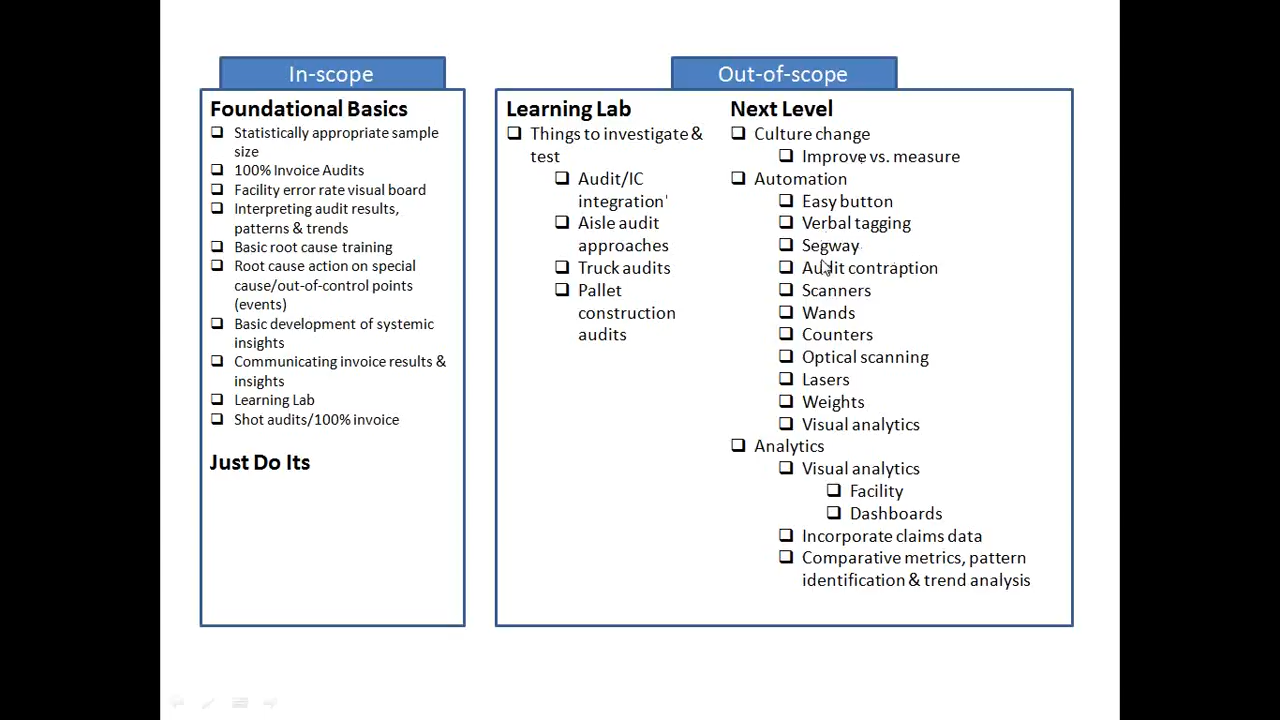 In-scope
Foundational Basics
Statistically appropriate sample
size
100% Invoice Audits
Facility error rate visual board
Interpreting audit results,
patterns & trends
Basic root cause training
Root cause action on special
cause/out-of-control points
(events)
Basic development of systemic
insights
Communicating invoice results &
insights
Learning Lab
Shot audits/100% invoice
Just Do Its
Out-of-scope
Learning Lab
Things to investigate &
test
Audit/IC
integration'
Aisle audit
approaches
Truck audits
Pallet
construction
audits
Next Level
Culture change
Improve vs. measure
Automation
Easy button
Verbal tagging
Segway
Audit contraption
Scanners
Wands
Counters
Optical scanning
Lasers
Weights
Visual analytics
Analytics
Visual analytics
Facility
Dashboards
Incorporate claims data
Comparative metrics, pattern
identification & trend analysis